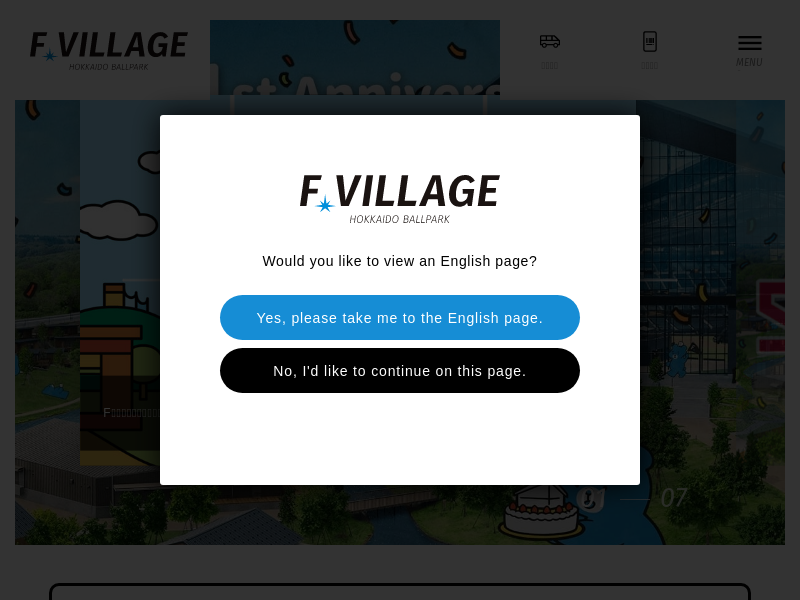 F VILLAGE
HOKKAIDO BALLPARK
MENU
F VILLAGE
HOKKAIDO BALLPARK
Would you like to view an English page?
Yes, please take me to the English page.
No, I'd like to continue on this page.
07